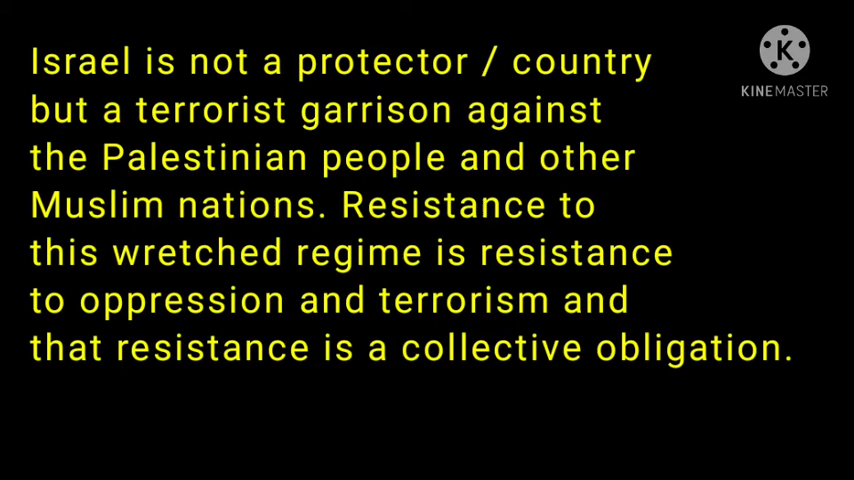 Israel is not a protector / country
but a terrorist garrison against
the Palestinian people and other
Muslim nations. Resistance to
this wretched regime is resistance
to oppression and terrorism and
that resistance is a collective obligation.
K
KINEMASTER